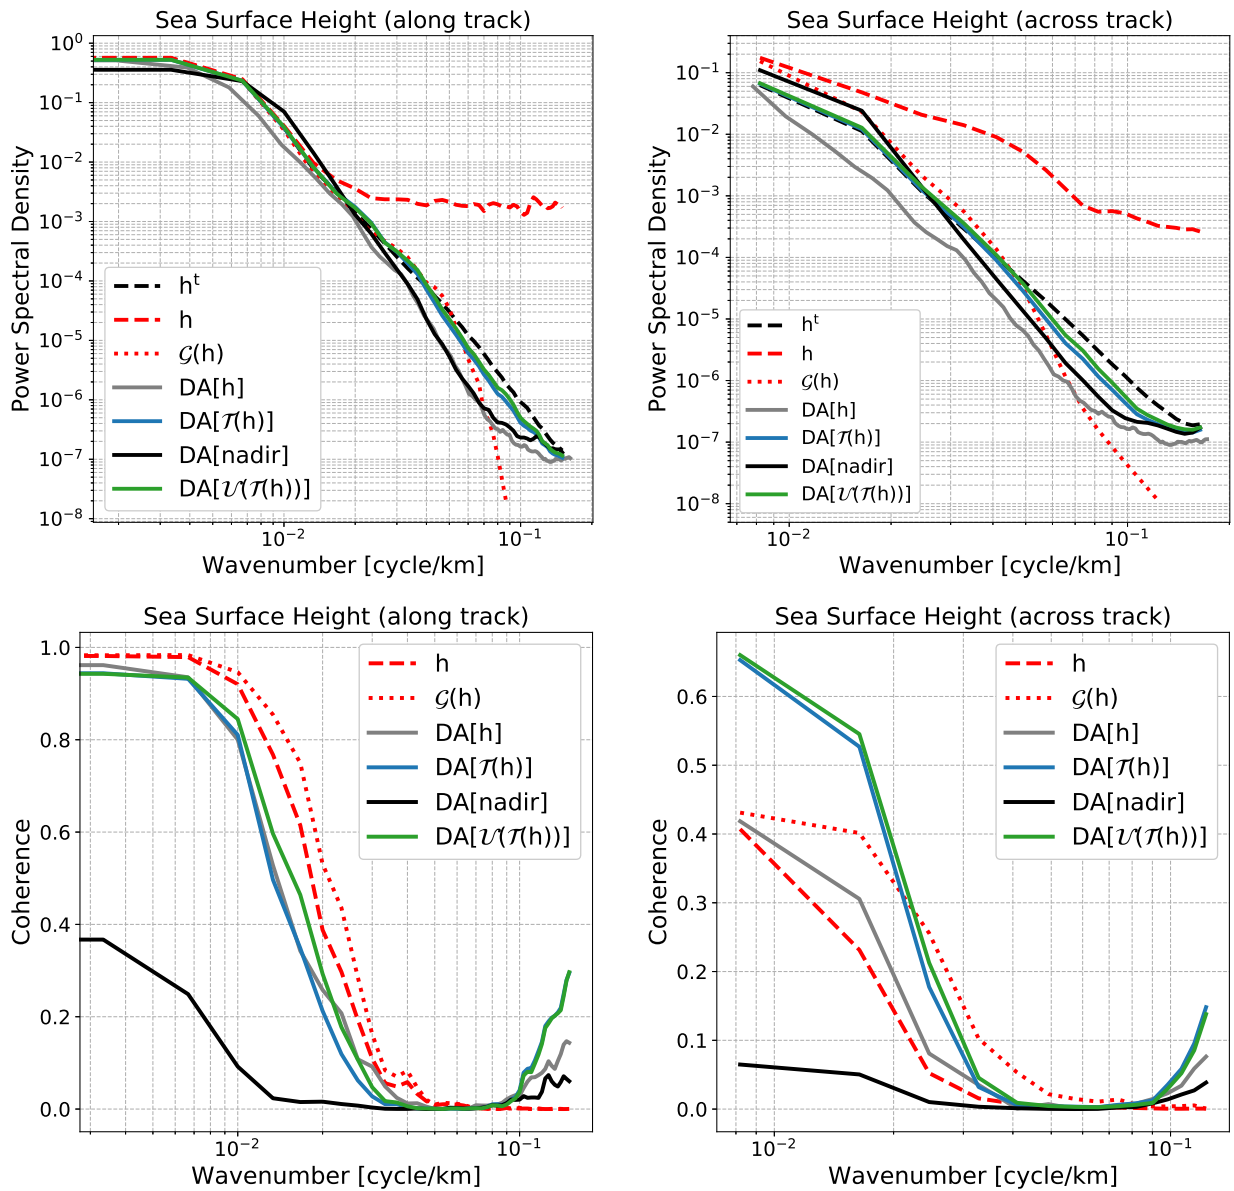 Sea Surface Height (along track)
Power Spectral Density
10⁰
10⁻¹
10⁻²
10⁻³
10⁻⁴
10⁻⁵
10⁻⁶
10⁻⁷
10⁻⁸
hᵗ
h
𝒢(h)
DA[h]
DA[𝒯(h)]
DA[nadir]
DA[𝒰(𝒯(h))]
10⁻² 10⁻¹
Wavenumber [cycle/km]
Sea Surface Height (across track)
Power Spectral Density
10⁻¹
10⁻²
10⁻³
10⁻⁴
10⁻⁵
10⁻⁶
10⁻⁷
10⁻⁸
hᵗ
h
𝒢(h)
DA[h]
DA[𝒯(h)]
DA[nadir]
DA[𝒰(𝒯(h))]
10⁻² 10⁻¹
Wavenumber [cycle/km]
Sea Surface Height (along track)
Coherence
1.0
0.8
0.6
0.4
0.2
0.0
h
𝒢(h)
DA[h]
DA[𝒯(h)]
DA[nadir]
DA[𝒰(𝒯(h))]
10⁻² 10⁻¹
Wavenumber [cycle/km]
Sea Surface Height (across track)
Coherence
0.6
0.5
0.4
0.3
0.2
0.1
0.0
h
𝒢(h)
DA[h]
DA[𝒯(h)]
DA[nadir]
DA[𝒰(𝒯(h))]
10⁻² 10⁻¹
Wavenumber [cycle/km]